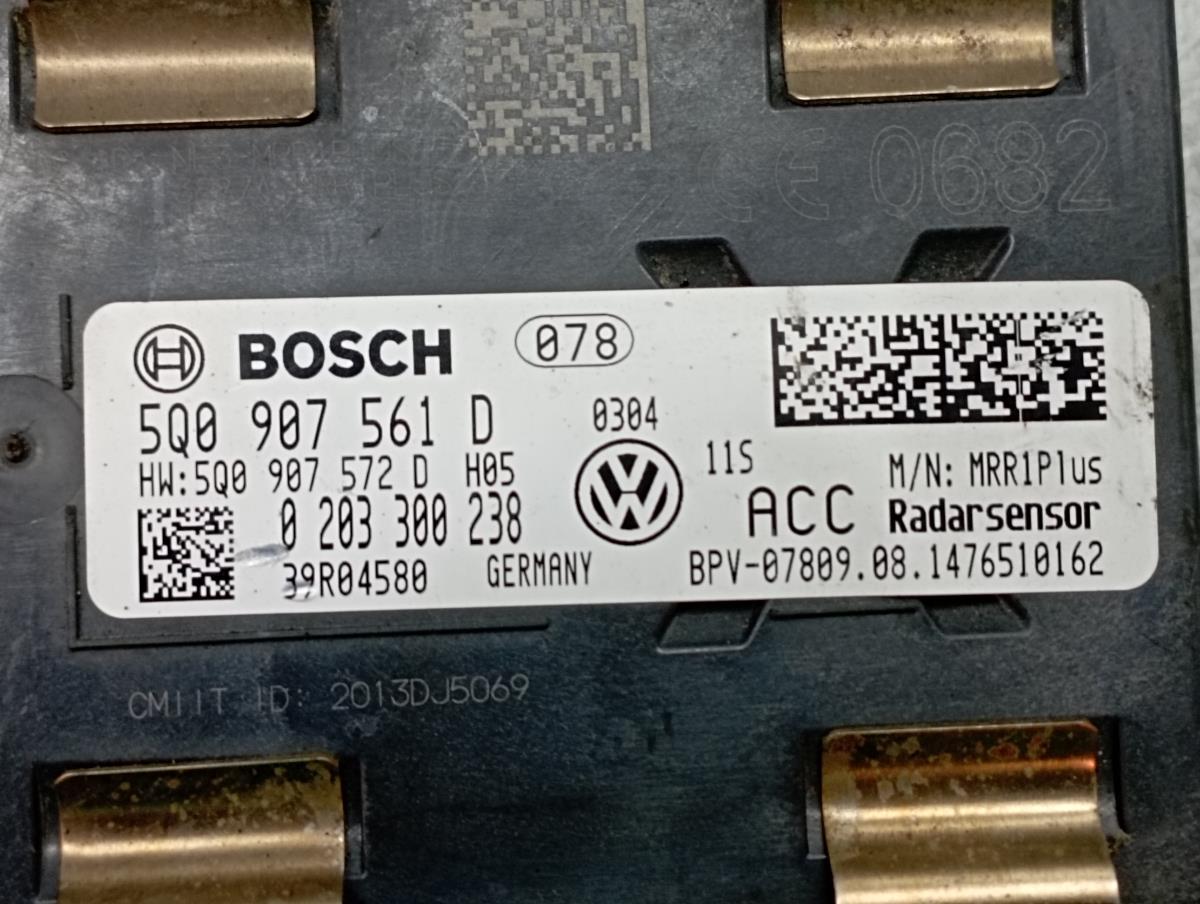 CE 0682
BOSCH 078
5Q0 907 561 D 0304
HW:5Q0 907 572 D H05 11S M/N: MRR1Plus
0 203 300 238 ACC Radarsensor
39R04580 GERMANY BPV-07809.08.1476510162
CMIIT ID: 2013DJ5069